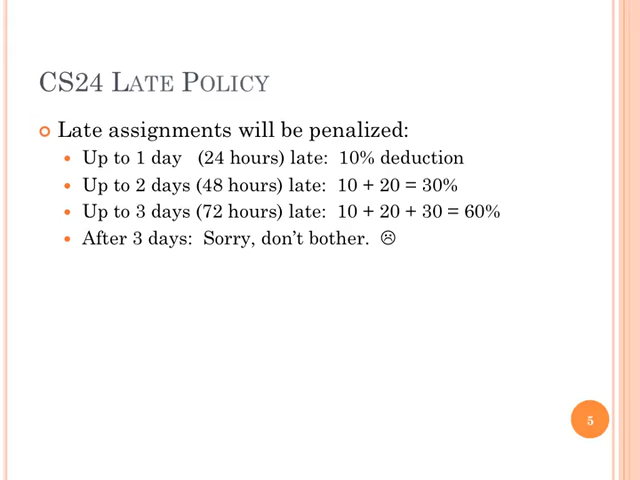 CS24 LATE POLICY
Late assignments will be penalized:
Up to 1 day (24 hours) late: 10% deduction
Up to 2 days (48 hours) late: 10 + 20 = 30%
Up to 3 days (72 hours) late: 10 + 20 + 30 = 60%
After 3 days: Sorry, don’t bother. ☹
5